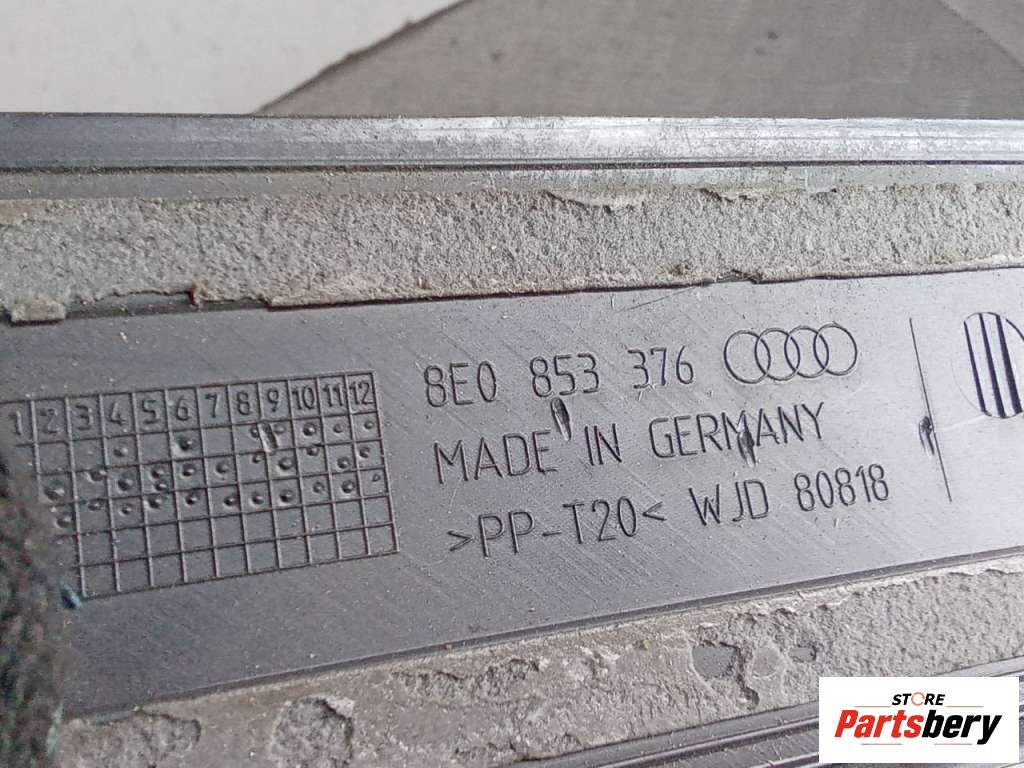 8E0 853 376
MADE IN GERMANY
>PP-T20< WJD 80818
1 2 3 4 5 6 7 8 9 10 11 12
STORE
Partsbery